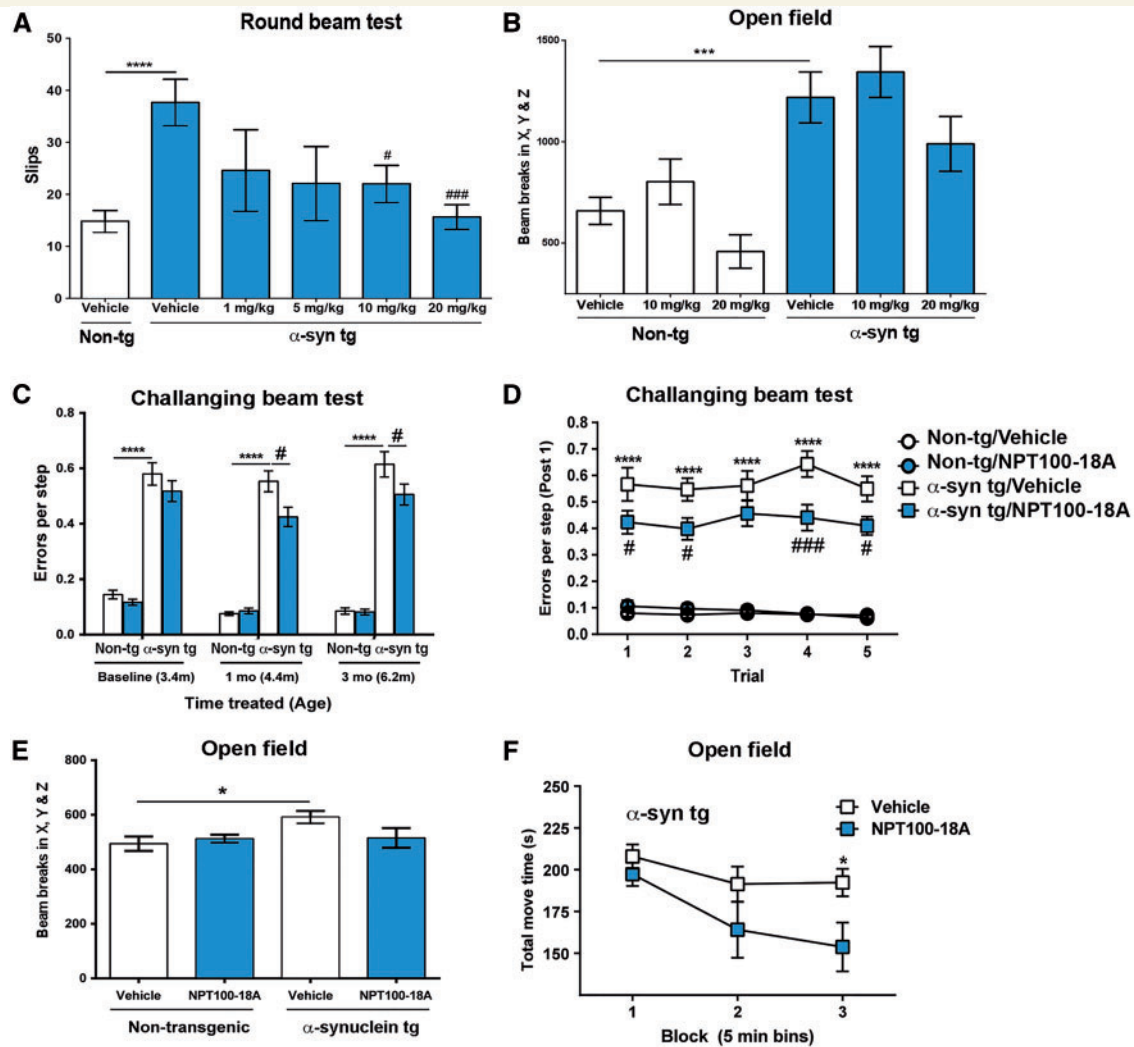 A
Round beam test
Slips
50
40
30
20
10
0
****
#
###
Vehicle
Vehicle
1 mg/kg
5 mg/kg
10 mg/kg
20 mg/kg
Non-tg
α-syn tg
B
Open field
Beam breaks in X, Y & Z
1500
1000
500
***
Vehicle
10 mg/kg
20 mg/kg
Vehicle
10 mg/kg
20 mg/kg
Non-tg
α-syn tg
C
Challanging beam test
Errors per step
0.8
0.6
0.4
0.2
0.0
****
****
#
****
#
Non-tg α-syn tg
Non-tg α-syn tg
Non-tg α-syn tg
Baseline (3.4m)
1 mo (4.4m)
3 mo (6.2m)
Time treated (Age)
D
Challenging beam test
Errors per step (Post 1)
0.8
0.7
0.6
0.5
0.4
0.3
0.2
0.1
0.0
****
****
****
****
****
#
#
###
#
1
2
3
4
5
Trial
Non-tg/Vehicle
Non-tg/NPT100-18A
α-syn tg/Vehicle
α-syn tg/NPT100-18A
E
Open field
Beam breaks in X, Y & Z
800
600
400
200
0
*
Vehicle
NPT100-18A
Vehicle
NPT100-18A
Non-transgenic
α-synuclein tg
F
Open field
Total move time (s)
250
225
200
175
150
α-syn tg
Vehicle
NPT100-18A
*
1
2
3
Block (5 min bins)